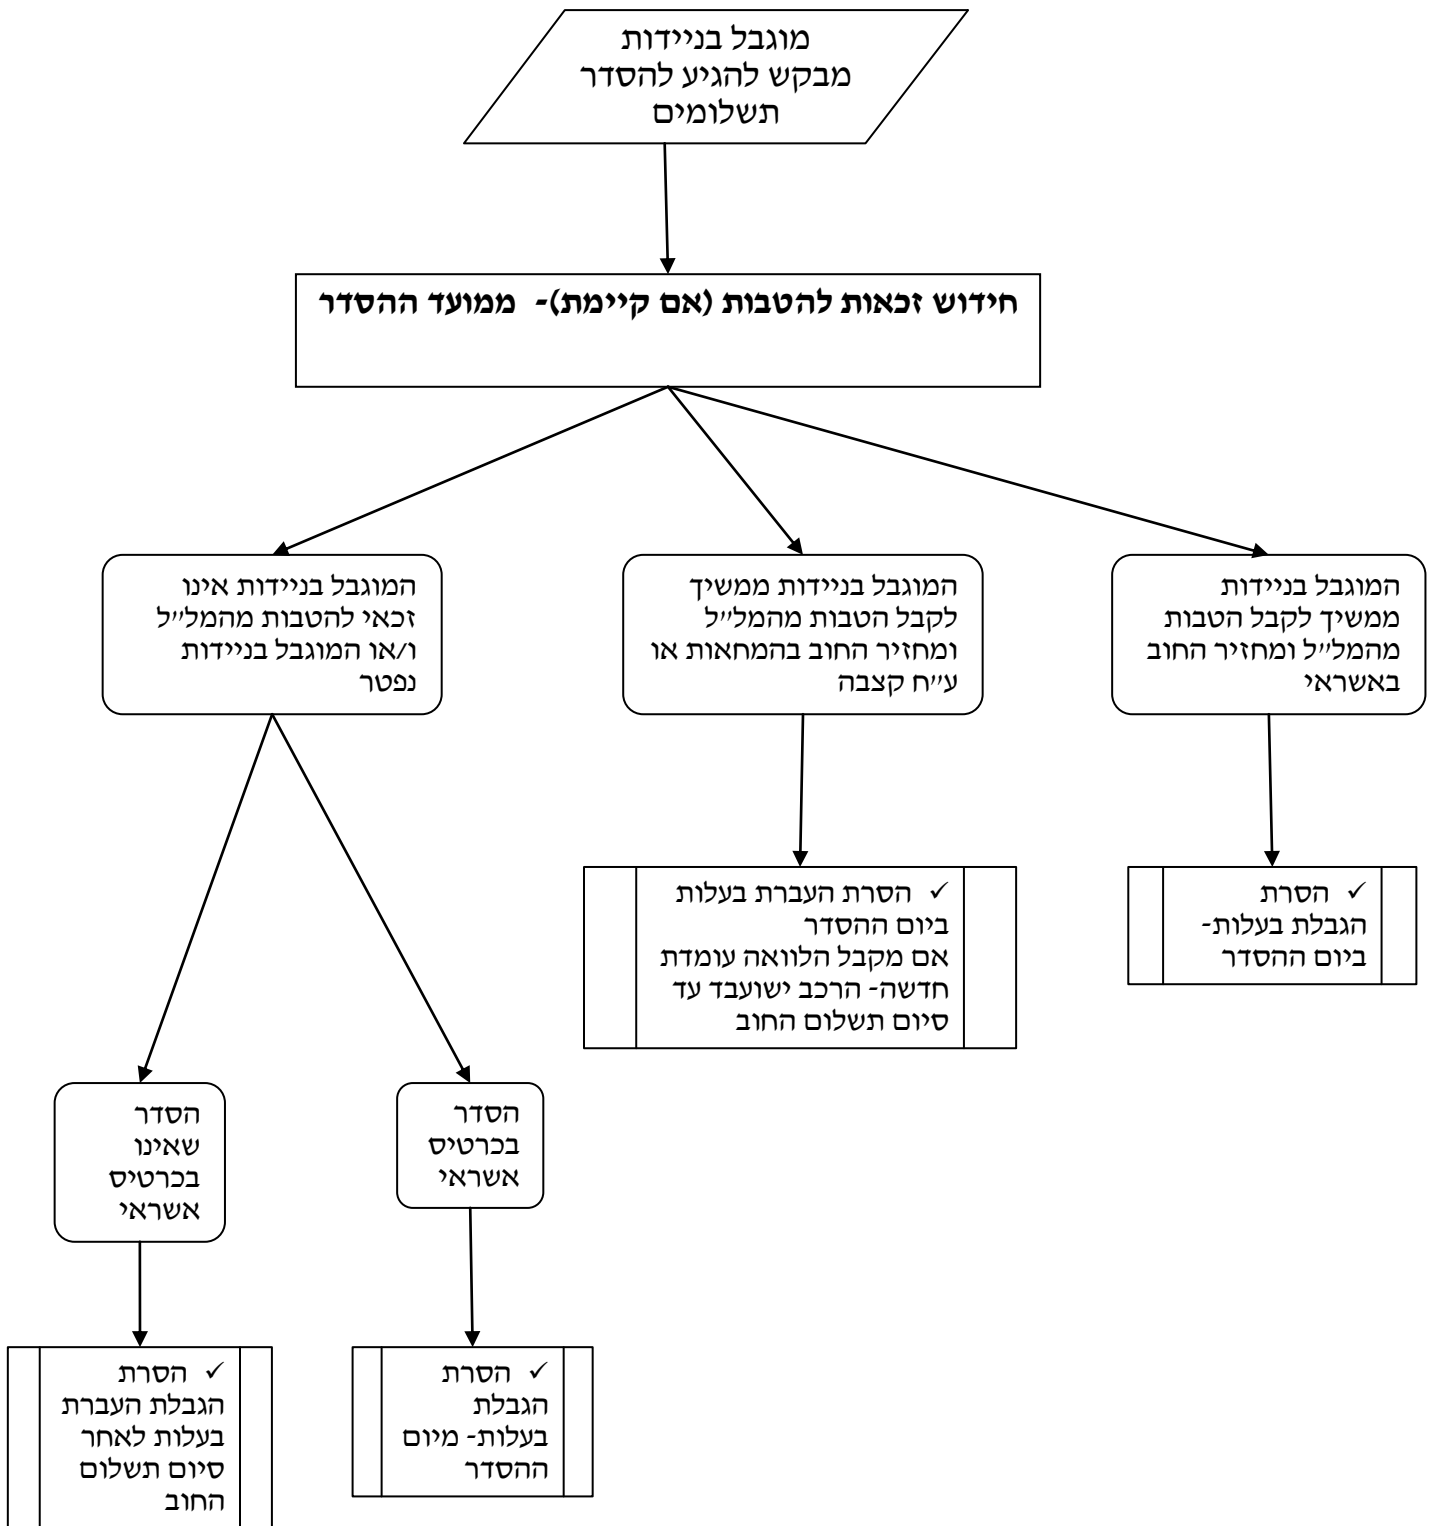 מוגבל בניידות
מבקש להגיע להסדר
תשלומים
חידוש זכאות להטבות (אם קיימת)- ממועד ההסדר
המוגבל בניידות
ממשיך לקבל הטבות
מהמל״ל ומחזיר החוב
באשראי
המוגבל בניידות ממשיך
לקבל הטבות מהמל״ל
ומחזיר החוב בהמחאות או
ע״ח קצבה
המוגבל בניידות אינו
זכאי להטבות מהמל״ל
ו/או המוגבל בניידות
נפטר
✓ הסרת
הגבלת בעלות-
ביום ההסדר
✓ הסרת העברת בעלות
ביום ההסדר
אם מקבל הלוואה עומדת
חדשה- הרכב ישועבד עד
סיום תשלום החוב
הסדר
בכרטיס
אשראי
הסדר
שאינו
בכרטיס
אשראי
✓ הסרת
הגבלת
בעלות- מיום
ההסדר
✓ הסרת
הגבלת העברת
בעלות לאחר
סיום תשלום
החוב